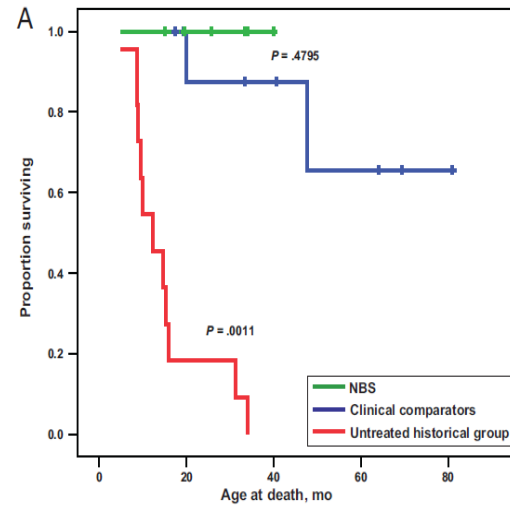 A
1.0
P = .4795
0.8
0.6
0.4
P = .0011
0.2
0.0
NBS
Clinical comparators
Untreated historical group
0 20 40 60 80
Age at death, mo
Proportion surviving